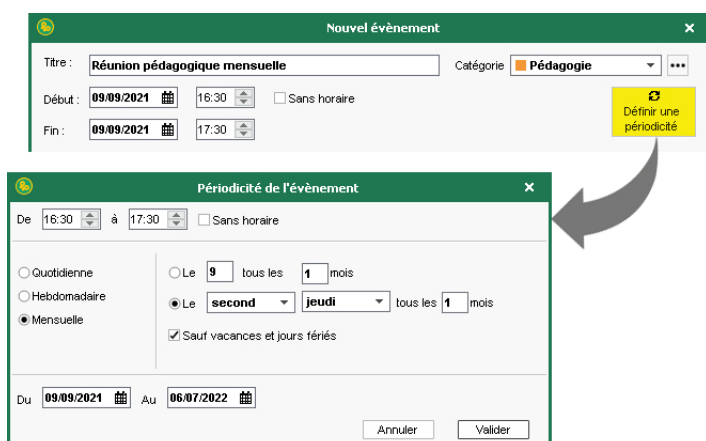 Nouvel évènement
Titre : Réunion pédagogique mensuelle Catégorie Pédagogie
Début : 09/09/2021 16:30 Sans horaire
Fin : 09/09/2021 17:30
Définir une
périodicité
Périodicité de l'évènement
De 16:30 à 17:30 Sans horaire
Quotidienne
Hebdomadaire
Mensuelle
Le 9 tous les 1 mois
Le second jeudi tous les 1 mois
Sauf vacances et jours fériés
Du 09/09/2021 Au 06/07/2022
Annuler Valider